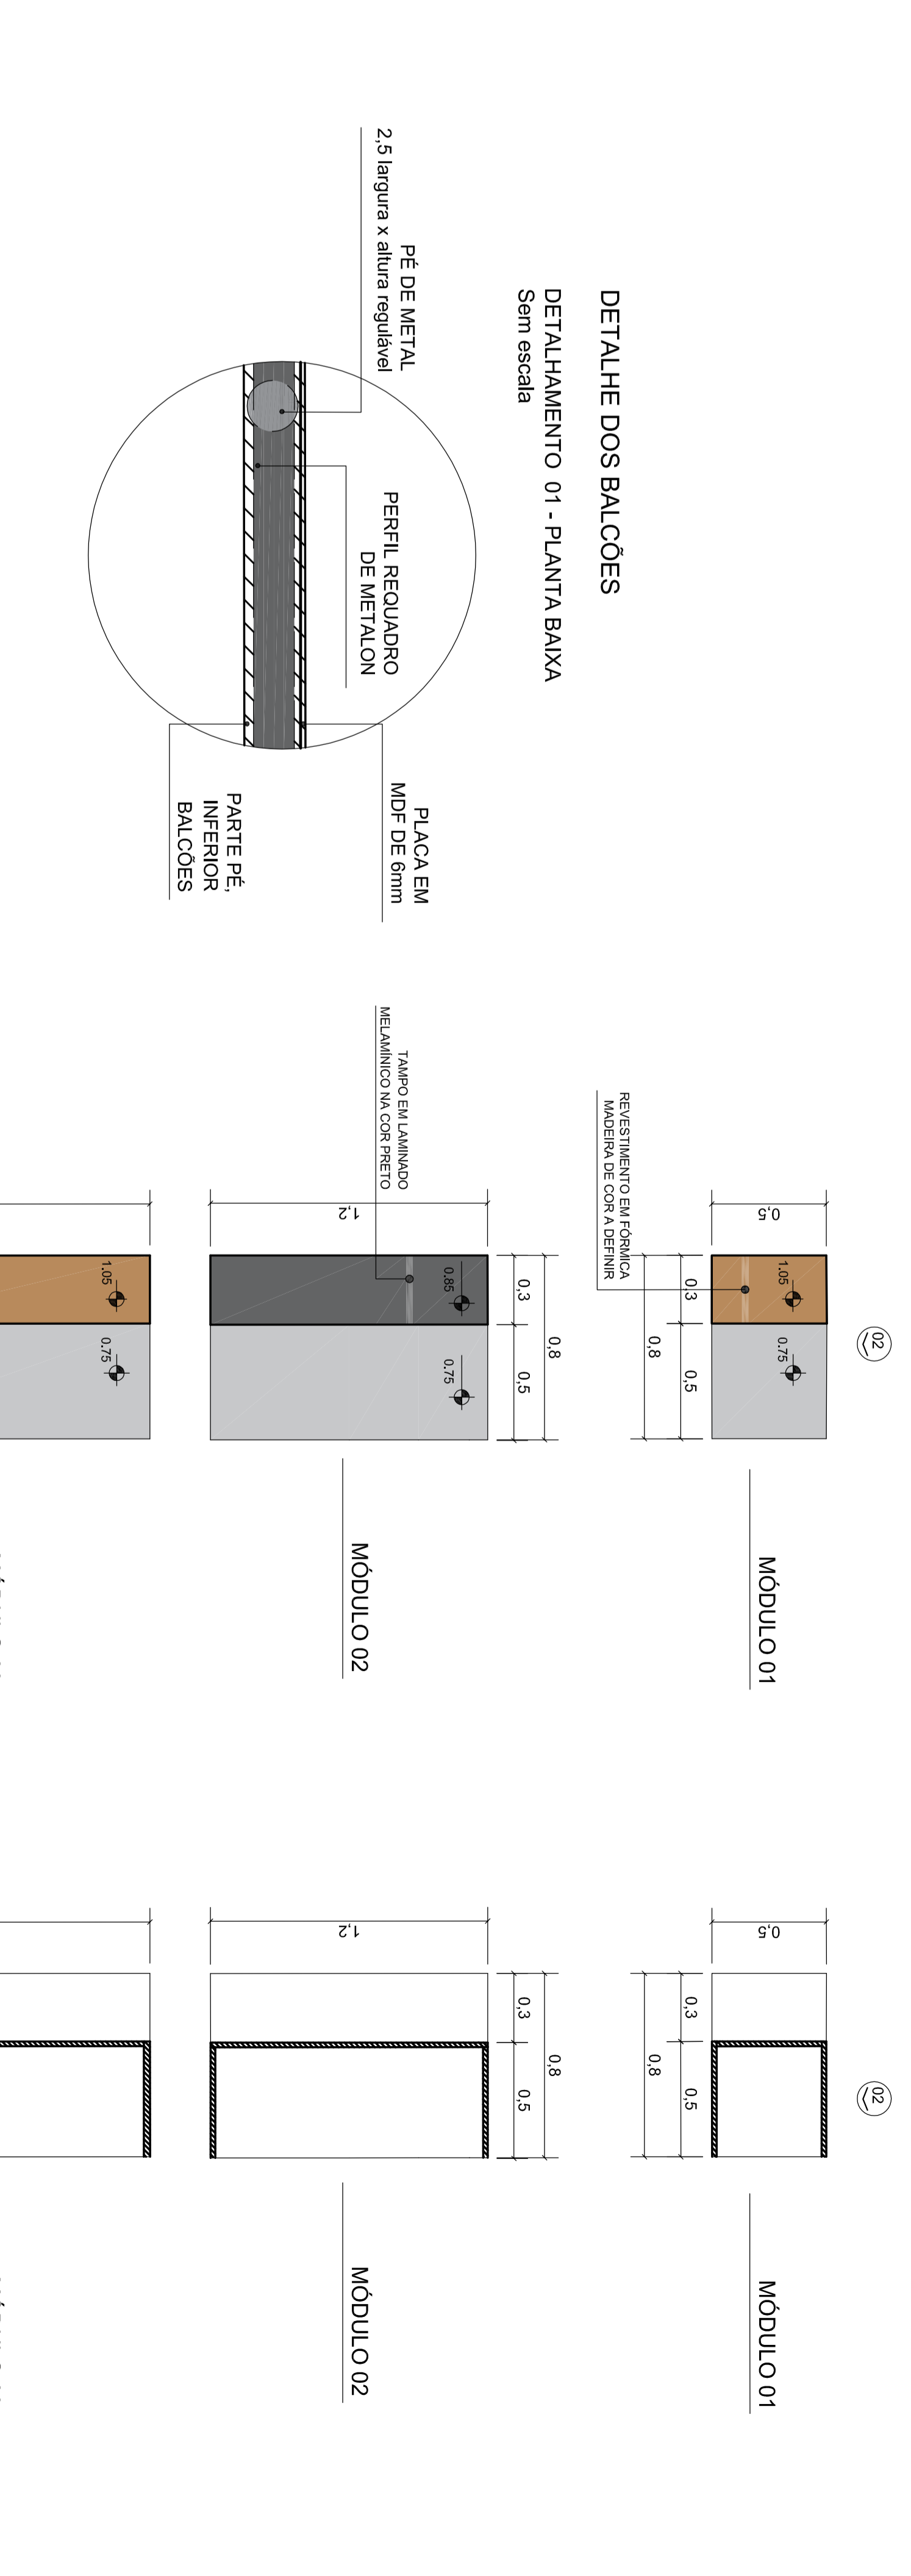 DETALHE DOS BALCÕES
DETALHAMENTO 01 - PLANTA BAIXA
Sem escala
PÉ DE METAL
2,5 largura x altura regulável
PERFIL REQUADRO
DE METALON
PLACA EM
MDF DE 6mm
PARTE PÉ,
INFERIOR
BALCÕES
02
0,5
1.05
0.75
0,3
0,5
0,8
REVESTIMENTO EM FÓRMICA
MADEIRA DE COR A DEFINIR
MÓDULO 01
0,8
0,3
0,5
1,2
0.85
0.75
TAMPO EM LAMINADO
MELAMÍNICO NA COR PRETO
MÓDULO 02
1.05
0.75
02
0,5
0,3
0,5
0,8
MÓDULO 01
0,8
0,3
0,5
1,2
MÓDULO 02